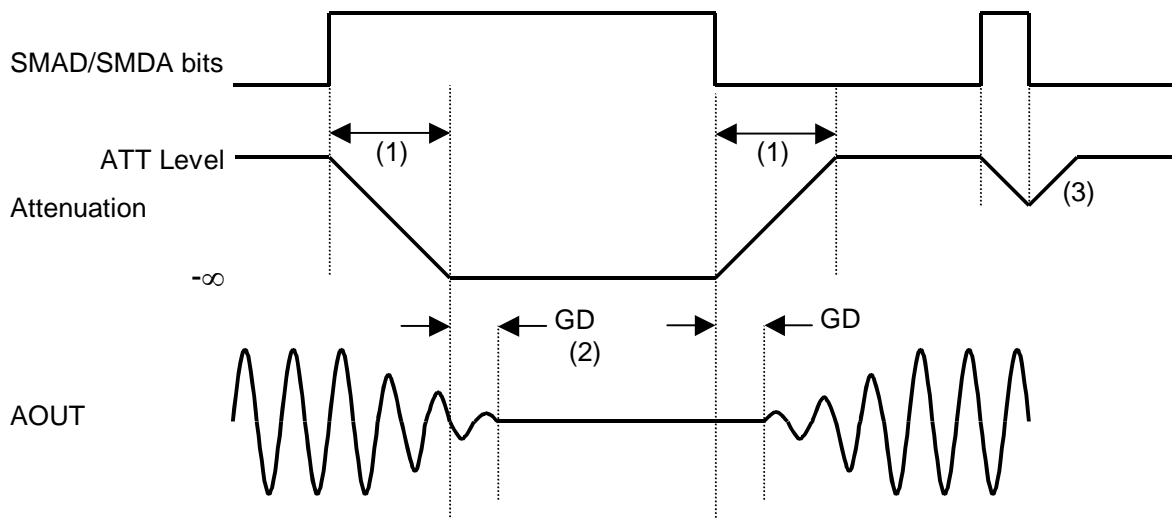 SMAD/SMDA bits
(1)
(1)
ATT Level
Attenuation
(3)
-∞
GD
(2)
GD
AOUT